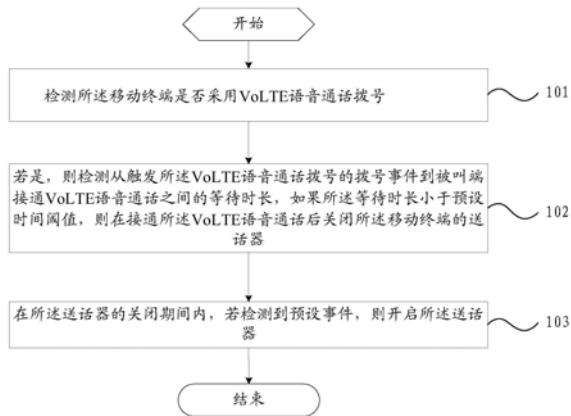 开始
检测所述移动终端是否采用VoLTE语音通话拨号
101
若是，则检测从触发所述VoLTE语音通话拨号的拨号事件到被叫端
接通VoLTE语音通话之间的等待时长，如果所述等待时长小于预设
时间阈值，则在接通所述VoLTE语音通话后关闭所述移动终端的送
话器
102
在所述送话器的关闭期间内，若检测到预设事件，则开启所述送话
器
103
结束